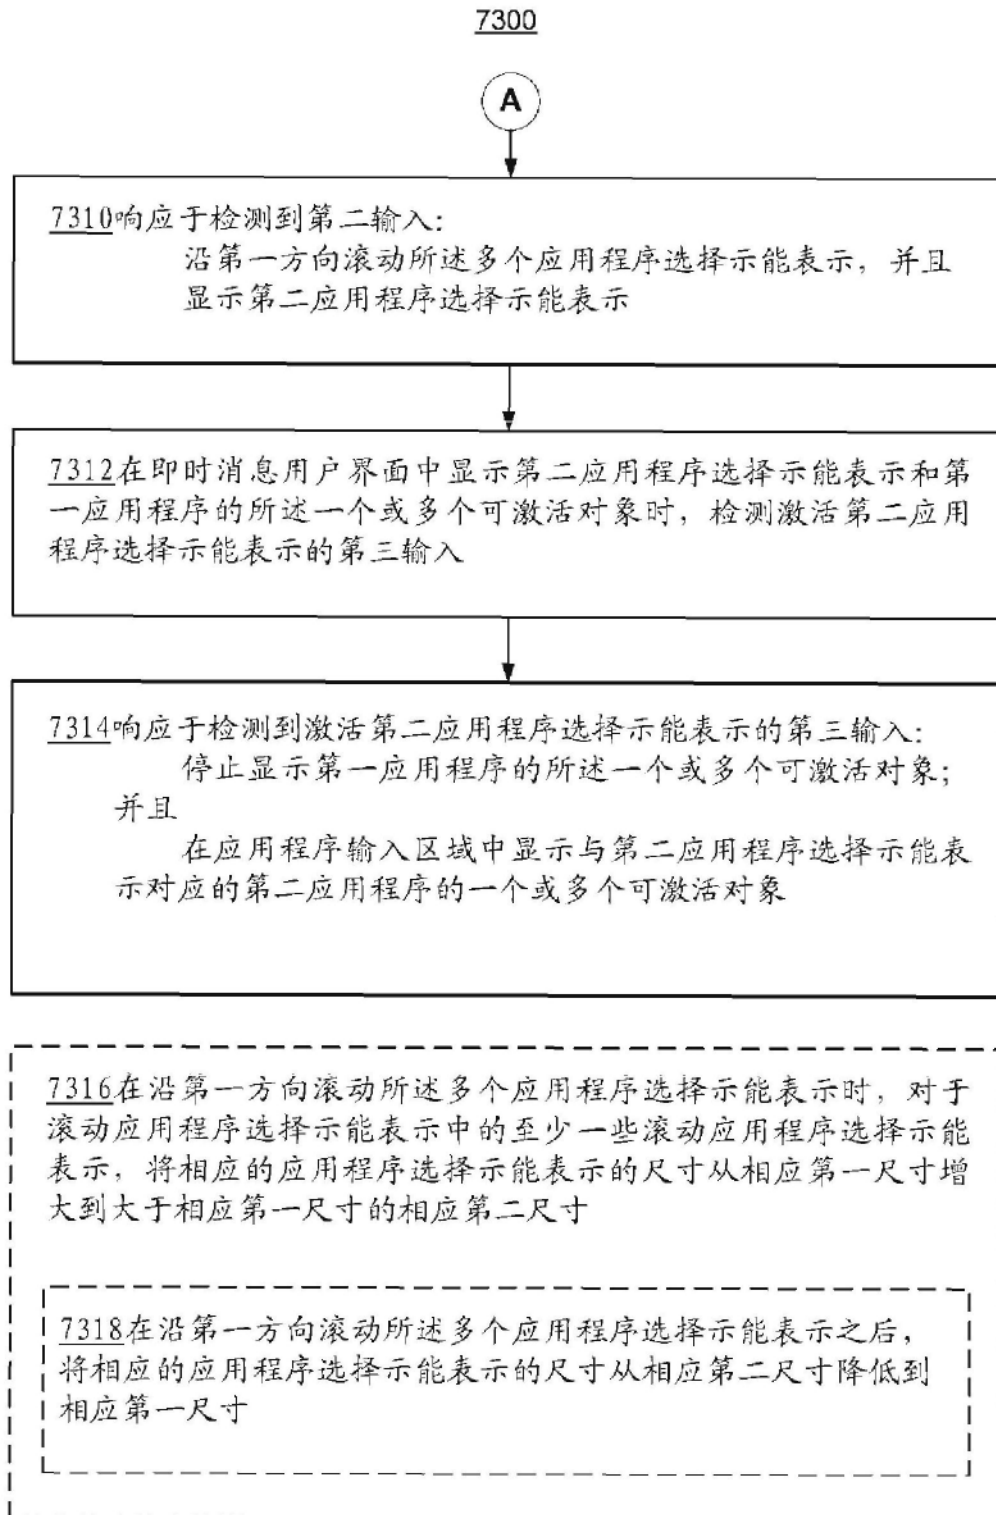 7300
A
7310响应于检测到第二输入:
沿第一方向滚动所述多个应用程序选择示能表示，并且
显示第二应用程序选择示能表示
7312在即时消息用户界面中显示第二应用程序选择示能表示和第
一应用程序的所述一个或多个可激活对象时，检测激活第二应用
程序选择示能表示的第三输入
7314响应于检测到激活第二应用程序选择示能表示的第三输入:
停止显示第一应用程序的所述一个或多个可激活对象;
并且
在应用程序输入区域中显示与第二应用程序选择示能表
示对应的第二应用程序的一个或多个可激活对象
7316在沿第一方向滚动所述多个应用程序选择示能表示时，对于
滚动应用程序选择示能表示中的至少一些滚动应用程序选择示能
表示，将相应的应用程序选择示能表示的尺寸从相应第一尺寸增
大到大于相应第一尺寸的相应第二尺寸
7318在沿第一方向滚动所述多个应用程序选择示能表示之后，
将相应的应用程序选择示能表示的尺寸从相应第二尺寸降低到
相应第一尺寸